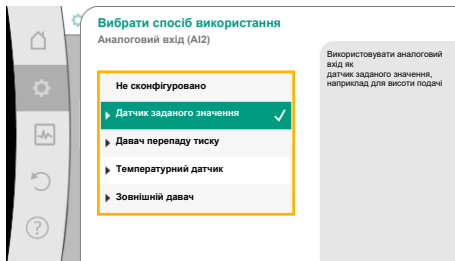 Вибрати спосіб використання
Аналоговий вхід (AI2)
Не сконфігуровано
Датчик заданого значення
Давач перепаду тиску
Температурний датчик
Зовнішній давач
Використовувати аналоговий
вхід як
датчик заданого значення,
наприклад для висоти подачі